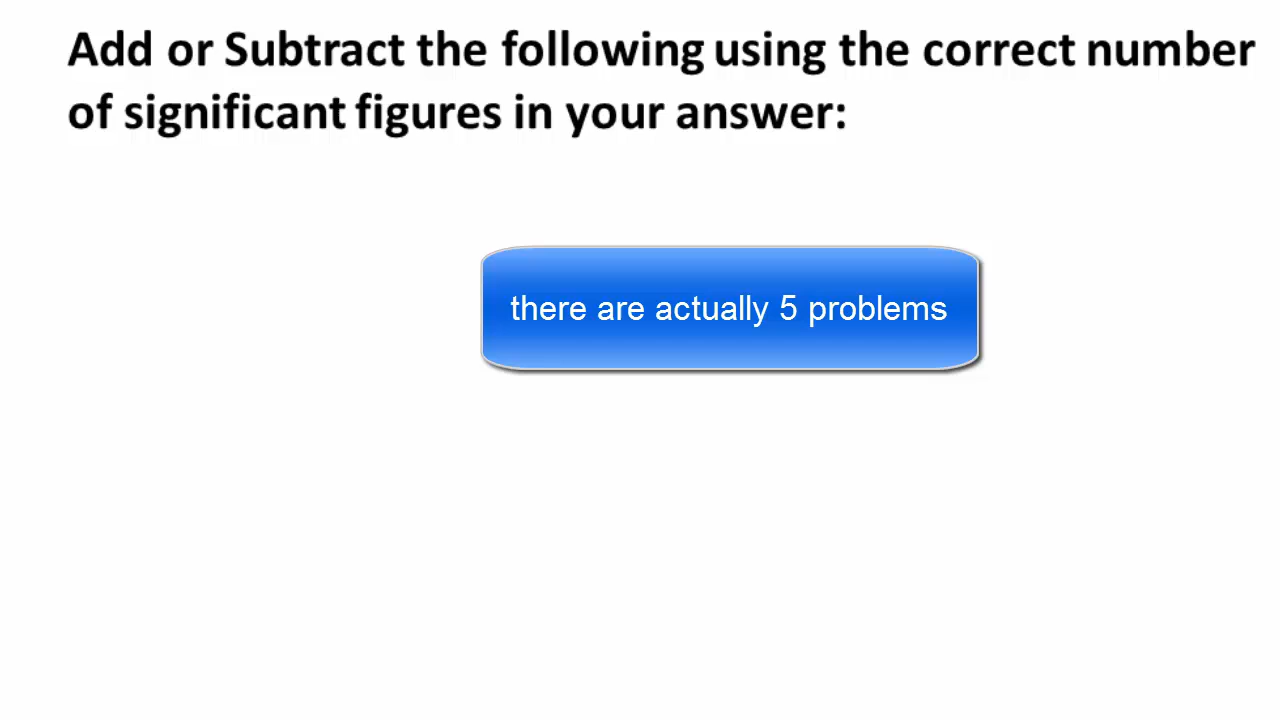 Add or Subtract the following using the correct number
of significant figures in your answer:
there are actually 5 problems